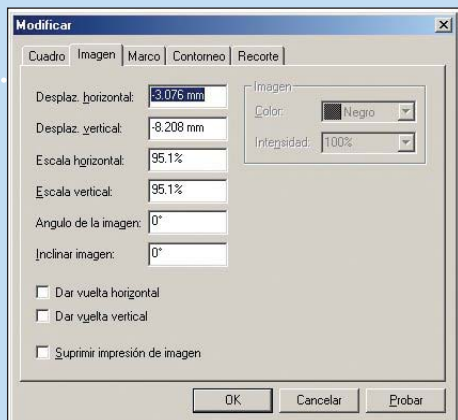 Modificar
Cuadro Imagen Marco Contorneo Recorte
Desplaz. horizontal: -3.076 mm
Desplaz. vertical: -8.208 mm
Escala horizontal: 95.1%
Escala vertical: 95.1%
Angulo de la imagen: 0°
Inclinar imagen: 0°
Dar vuelta horizontal
Dar vuelta vertical
Suprimir impresión de imagen
Imagen
Color: Negro
Intensidad: 100%
OK Cancelar Probar